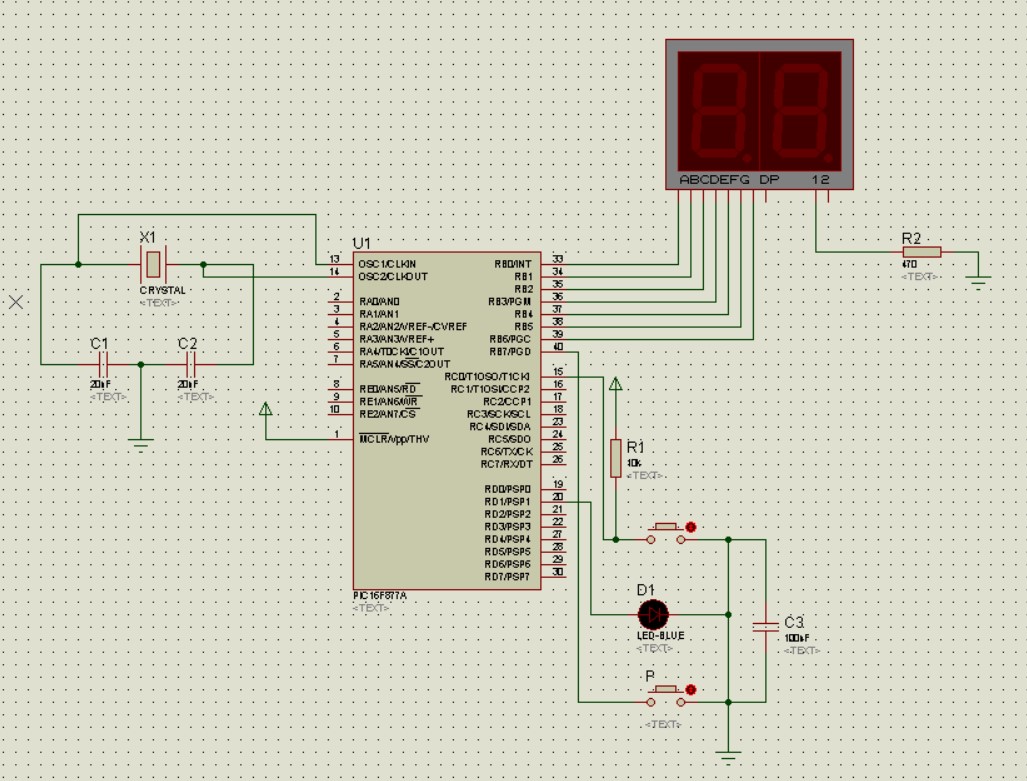 ABCDEFG DP 12
R2
470
<TEXT>
X1
CRYSTAL
<TEXT>
C1
20nF
<TEXT>
C2
20nF
<TEXT>
U1
13 OSC1/CLKIN
14 OSC2/CLKOUT
2 RA0/AN0
3 RA1/AN1
4 RA2/AN2/VREF-/CVREF
5 RA3/AN3/VREF+
6 RA4/T0CKI/C1OUT
7 RA5/AN4/SS/C2OUT
8 RE0/AN5/RD
9 RE1/AN6/WR
10 RE2/AN7/CS
1 MCLR/Vpp/THV
RB0/INT 33
RB1 34
RB2 35
RB3/PGM 36
RB4 37
RB5 38
RB6/PGC 39
RB7/PGD 40
RC0/T1OSO/T1CKI 15
RC1/T1OSI/CCP2 16
RC2/CCP1 17
RC3/SCK/SCL 18
RC4/SDI/SDA 23
RC5/SDO 24
RC6/TX/CK 25
RC7/RX/DT 26
RD0/PSP0 19
RD1/PSP1 20
RD2/PSP2 21
RD3/PSP3 22
RD4/PSP4 27
RD5/PSP5 28
RD6/PSP6 29
RD7/PSP7 30
PIC16F877A
<TEXT>
R1
10k
<TEXT>
D1
LED-BLUE
<TEXT>
C3
<TEXT>
P
<TEXT>